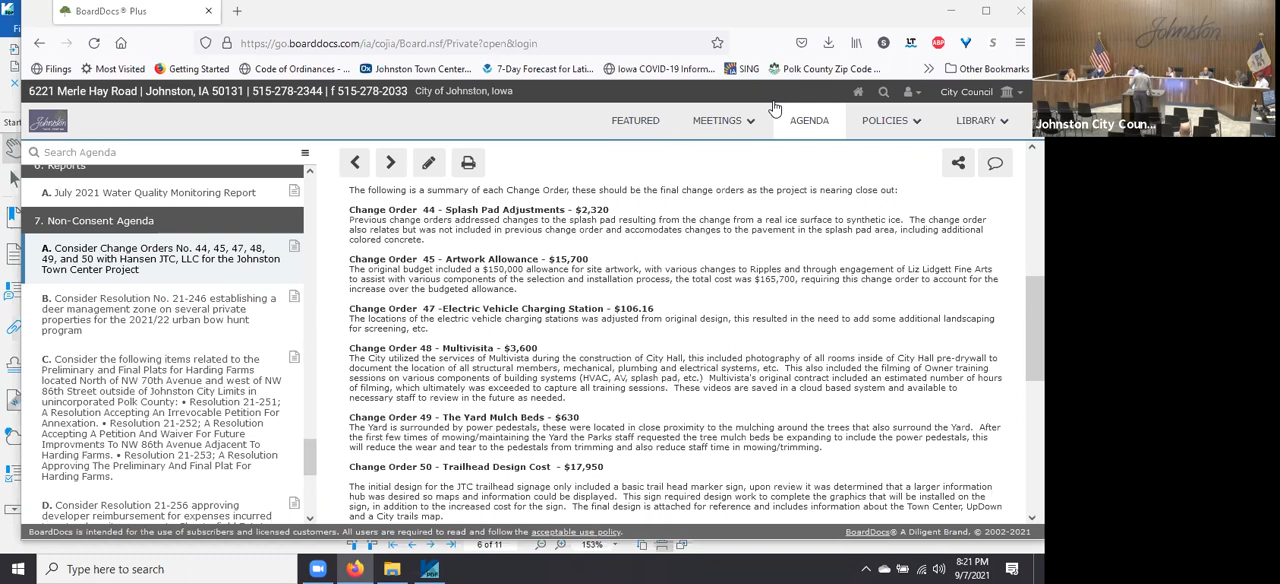 BoardDocs® Plus
https://go.boarddocs.com/ia/cojia/Board.nsf/Private?open&login
Filings
Most Visited
Getting Started
Code of Ordinances -...
Johnston Town Center...
7-Day Forecast for Lati...
Iowa COVID-19 Inform...
SING
Polk County Zip Code ...
Other Bookmarks
6221 Merle Hay Road | Johnston, IA 50131 | 515-278-2344 | f 515-278-2033
City of Johnston, Iowa
City Council
FEATURED
MEETINGS
AGENDA
POLICIES
LIBRARY
Johnston
Johnston City Coun...
Start
Search Agenda
6. Reports
A. July 2021 Water Quality Monitoring Report
7. Non-Consent Agenda
A. Consider Change Orders No. 44, 45, 47, 48,
49, and 50 with Hansen JTC, LLC for the Johnston
Town Center Project
B. Consider Resolution No. 21-246 establishing a
deer management zone on several private
properties for the 2021/22 urban bow hunt
program
C. Consider the following items related to the
Preliminary and Final Plats for Harding Farms
located North of NW 70th Avenue and west of NW
86th Street outside of Johnston City Limits in
unincorporated Polk County: • Resolution 21-251;
A Resolution Accepting An Irrevocable Petition For
Annexation. • Resolution 21-252; A Resolution
Accepting A Petition And Waiver For Future
Improvments To NW 86th Avenue Adjacent To
Harding Farms. • Resolution 21-253; A Resolution
Approving The Preliminary And Final Plat For
Harding Farms.
D. Consider Resolution 21-256 approving
developer reimbursement for expenses incurred
The following is a summary of each Change Order, these should be the final change orders as the project is nearing close out:
Change Order 44 - Splash Pad Adjustments - $2,320
Previous change orders addressed changes to the splash pad resulting from the change from a real ice surface to synthetic ice. The change order
also relates but was not included in previous change order and accomodates changes to the pavement in the splash pad area, including additional
colored concrete.
Change Order 45 - Artwork Allowance - $15,700
The original budget included a $150,000 allowance for site artwork, with various changes to Ripples and through engagement of Liz Lidgett Fine Arts
to assist with various components of the selection and installation process, the total cost was $165,700, requiring this change order to account for the
increase over the budgeted allowance.
Change Order 47 -Electric Vehicle Charging Station - $106.16
The locations of the electric vehicle charging stations was adjusted from original design, this resulted in the need to add some additional landscaping
for screening, etc.
Change Order 48 - Multivisita - $3,600
The City utilized the services of Multivista during the construction of City Hall, this included photography of all rooms inside of City Hall pre-drywall to
document the location of all structural members, mechanical, plumbing and electrical systems, etc. This also included the filming of Owner training
sessions on various components of building systems (HVAC, AV, splash pad, etc.) Multivista's original contract included an estimated number of hours
of filming, which ultimately was exceeded to capture all training sessions. These videos are saved in a cloud based system and available to
necessary staff to review in the future as needed.
Change Order 49 - The Yard Mulch Beds - $630
The Yard is surrounded by power pedestals, these were located in close proximity to the mulching around the trees that also surround the Yard. After
the first few times of mowing/maintaining the Yard the Parks staff requested the tree mulch beds be expanding to include the power pedestals, this
will reduce the wear and tear to the pedestals from trimming and also reduce staff time in mowing/trimming.
Change Order 50 - Trailhead Design Cost - $17,950
The initial design for the JTC trailhead signage only included a basic trail head marker sign, upon review it was determined that a larger information
hub was desired so maps and information could be displayed. This sign required design work to complete the graphics that will be installed on the
sign, in addition to the increased cost for the sign. The final design is attached for reference and includes information about the Town Center, UpDown
and a City trails map.
BoardDocs is intended for use of subscribers and licensed customers. All users are required to read and follow the acceptable use policy.
BoardDocs® A Diligent Brand, © 2002-2021
6 of 11
153%
Type here to search
8:21 PM
9/7/2021